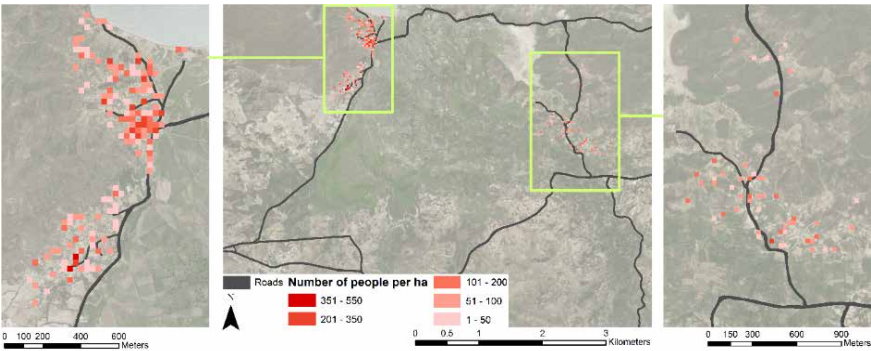 Roads Number of people per ha
351 - 550
201 - 350
101 - 200
51 - 100
1 - 50
N
0 100 200 400 600
Meters
0 0.5 1 2 3
Kilometers
0 150 300 600 900
Meters